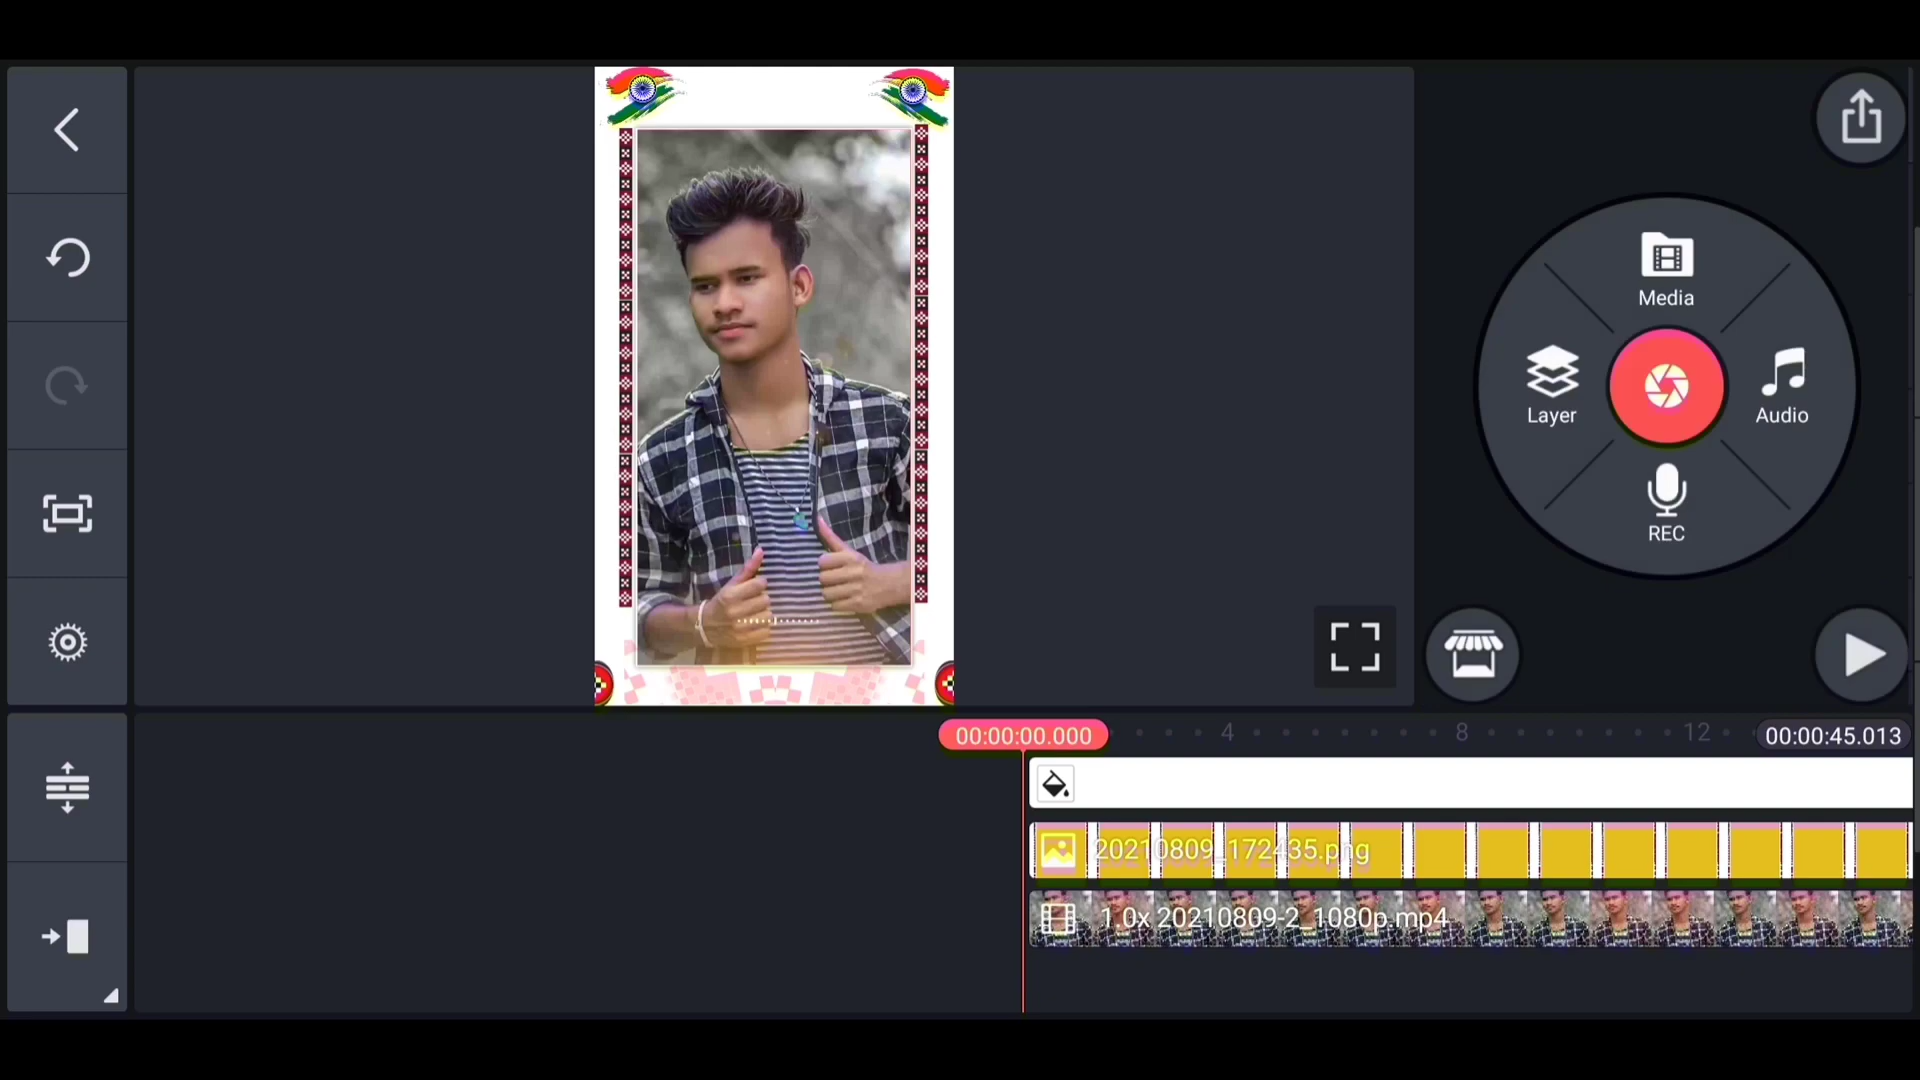 Media
Layer
Audio
REC
00:00:00.000
4
8
12
00:00:45.013
20210809_172435.png
1.0x 20210809-2_1080p.mp4